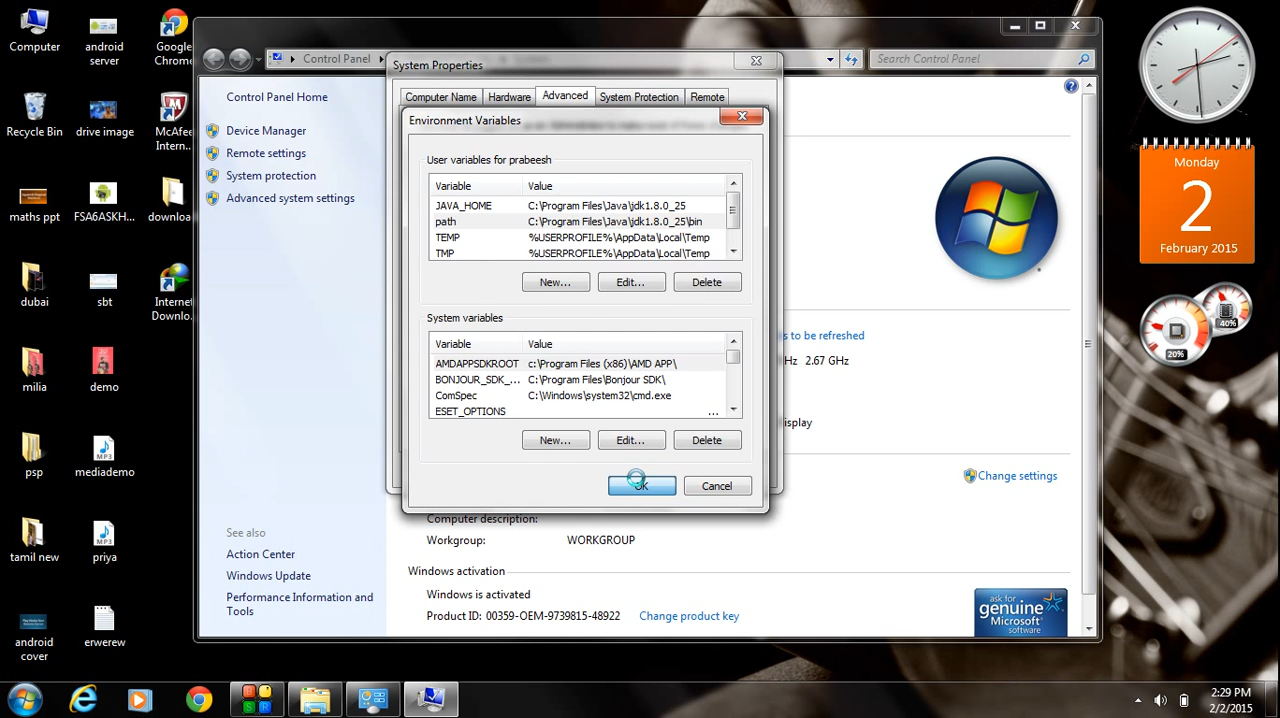 Computer
android
server
Google
Chrome
Recycle Bin
drive image
McAfee
Intern...
maths ppt
FSA6ASKH...
downloa
dubai
sbt
Internet
Downlo...
milia
demo
psp
mediademo
tamil new
priya
android
cover
erwerew
Control Panel
Search Control Panel
Control Panel Home
Device Manager
Remote settings
System protection
Advanced system settings
See also
Action Center
Windows Update
Performance Information and
Tools
System Properties
Computer Name
Hardware
Advanced
System Protection
Remote
Environment Variables
User variables for prabeesh
Variable Value
JAVA_HOME C:\Program Files\Java\jdk1.8.0_25
path C:\Program Files\Java\jdk1.8.0_25\bin
TEMP %USERPROFILE%\AppData\Local\Temp
TMP %USERPROFILE%\AppData\Local\Temp
New... Edit... Delete
System variables
Variable Value
AMDAPPSDKROOT c:\Program Files (x86)\AMD APP\
BONJOUR_SDK_... C:\Program Files\Bonjour SDK\
ComSpec C:\Windows\system32\cmd.exe
ESET_OPTIONS ...
New... Edit... Delete
OK Cancel
s to be refreshed
Hz 2.67 GHz
isplay
Change settings
Computer description:
Workgroup: WORKGROUP
Windows activation
Windows is activated
Product ID: 00359-OEM-9739815-48922 Change product key
ask for
genuine
Microsoft
software
Monday
2
February 2015
40%
20%
2:29 PM
2/2/2015